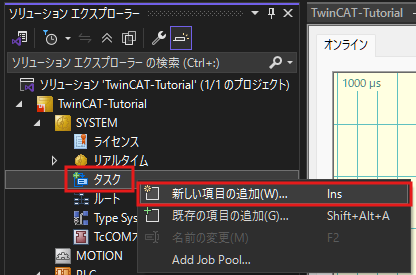 ソリューション エクスプローラー
TwinCAT-Tutorial
オンライン
ソリューション エクスプローラー の検索 (Ctrl+:)
1000 µs
ソリューション 'TwinCAT-Tutorial' (1/1 のプロジェクト)
TwinCAT-Tutorial
SYSTEM
ライセンス
リアルタイム
タスク
新しい項目の追加(W)... Ins
ルート
既存の項目の追加(G)... Shift+Alt+A
Type Sys
名前の変更(M) F2
TcCOM
MOTION
Add Job Pool...
PLC